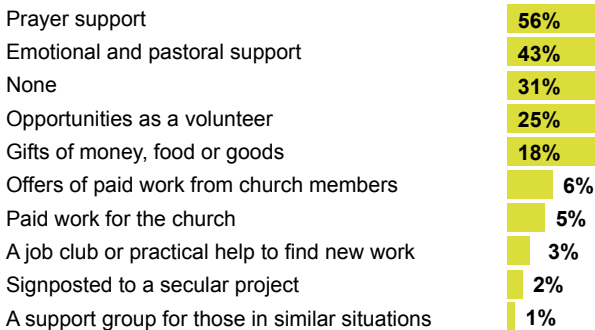 Prayer support 56%
Emotional and pastoral support 43%
None 31%
Opportunities as a volunteer 25%
Gifts of money, food or goods 18%
Offers of paid work from church members 6%
Paid work for the church 5%
A job club or practical help to find new work 3%
Signposted to a secular project 2%
A support group for those in similar situations 1%